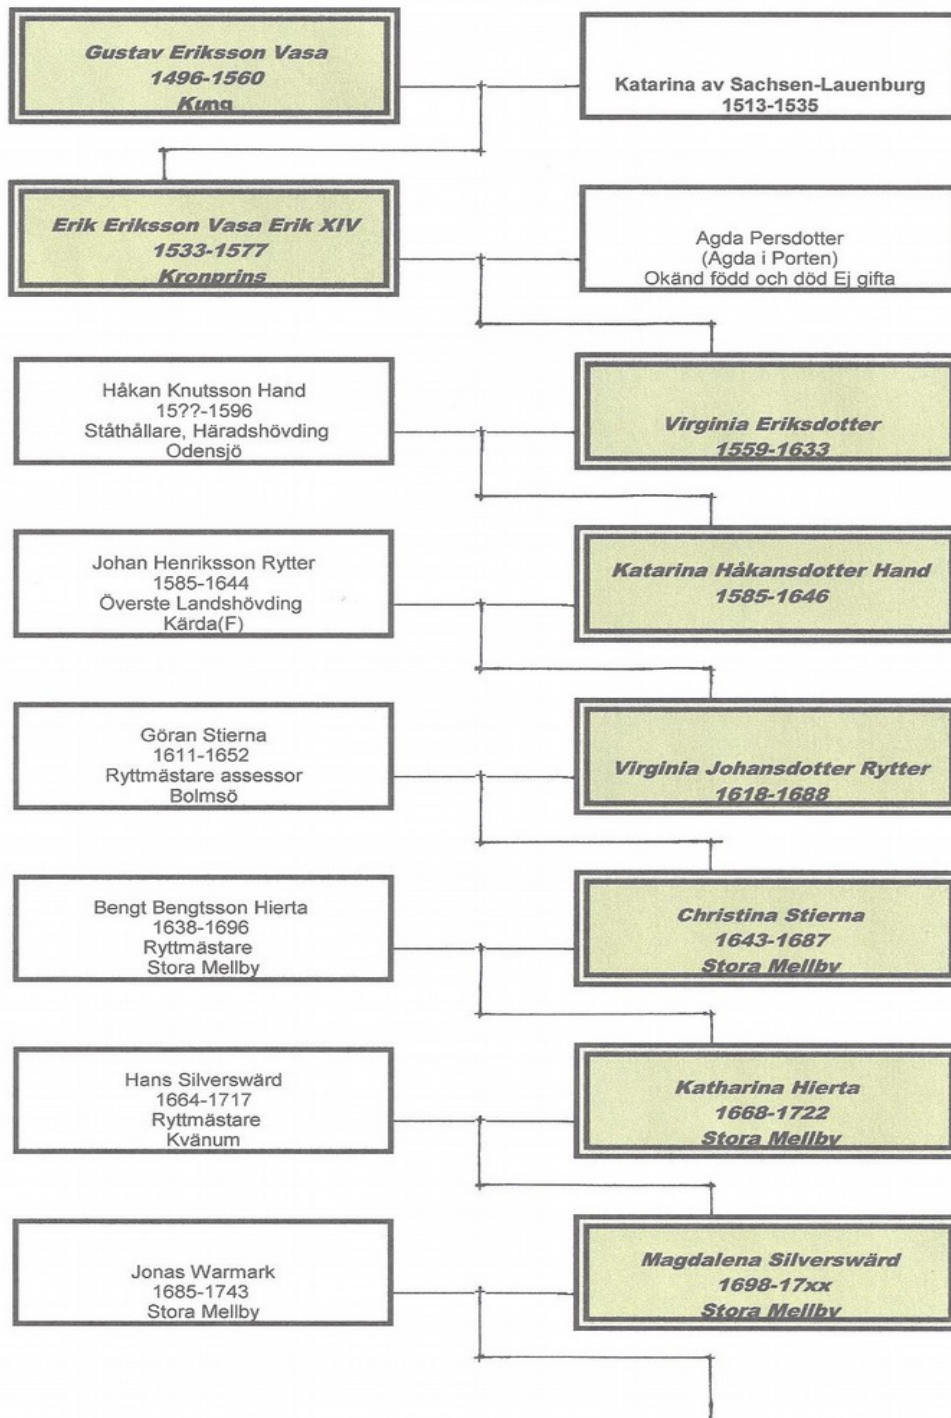 Gustav Eriksson Vasa
1496-1560
Kung
Katarina av Sachsen-Lauenburg
1513-1535
Erik Eriksson Vasa Erik XIV
1533-1577
Kronprins
Agda Persdotter
(Agda i Porten)
Okänd född och död Ej gifta
Håkan Knutsson Hand
15??-1596
Ståthållare, Häradshövding
Odensjö
Virginia Eriksdotter
1559-1633
Johan Henriksson Rytter
1585-1644
Överste Landshövding
Kärda(F)
Katarina Håkansdotter Hand
1585-1646
Göran Stierna
1611-1652
Ryttmästare assessor
Bolmsö
Virginia Johansdotter Rytter
1618-1688
Bengt Bengtsson Hierta
1638-1696
Ryttmästare
Stora Mellby
Christina Stierna
1643-1687
Stora Mellby
Hans Silverswärd
1664-1717
Ryttmästare
Kvänum
Katharina Hierta
1668-1722
Stora Mellby
Jonas Warmark
1685-1743
Stora Mellby
Magdalena Silverswärd
1698-17xx
Stora Mellby